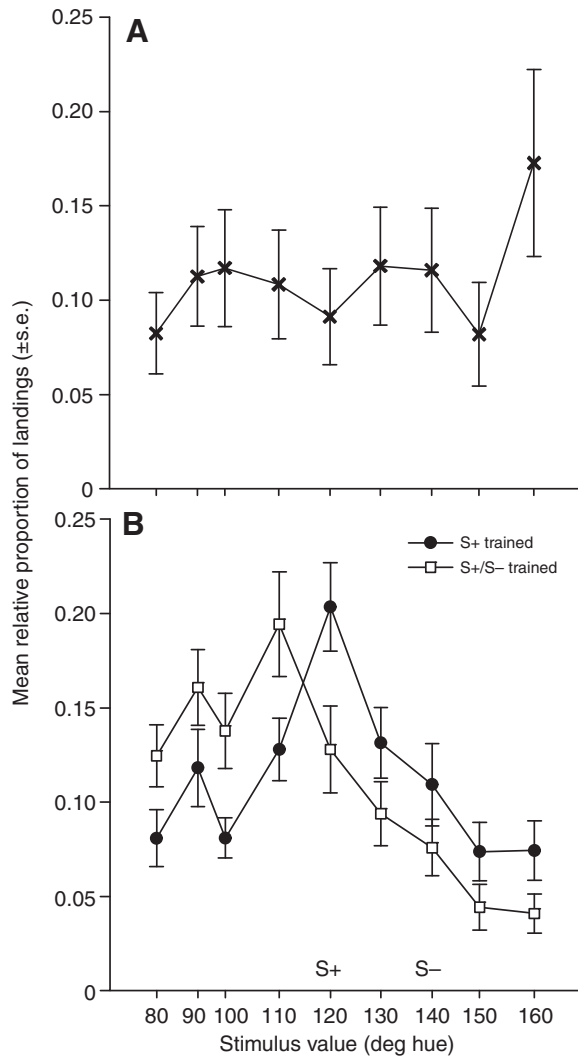 Mean relative proportion of landings (±s.e.)
A
0.25
0.20
0.15
0.10
0.05
0
B
0.25
0.20
0.15
0.10
0.05
0
S+ trained
S+/S– trained
S+ S–
80 90 100 110 120 130 140 150 160
Stimulus value (deg hue)